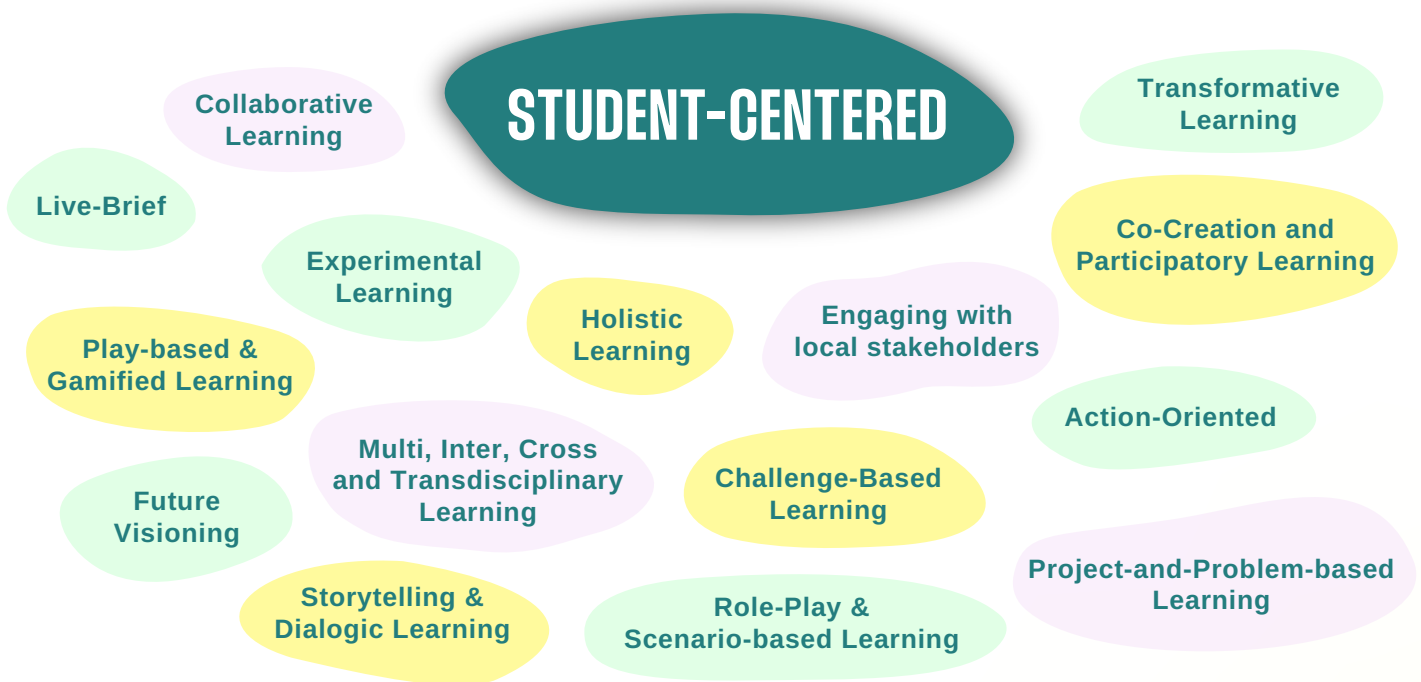 STUDENT-CENTERED
Collaborative
Learning
Transformative
Learning
Live-Brief
Co-Creation and
Participatory Learning
Experimental
Learning
Holistic
Learning
Engaging with
local stakeholders
Play-based &
Gamified Learning
Action-Oriented
Multi, Inter, Cross
and Transdisciplinary
Learning
Challenge-Based
Learning
Future
Visioning
Project-and-Problem-based
Learning
Storytelling &
Dialogic Learning
Role-Play &
Scenario-based Learning